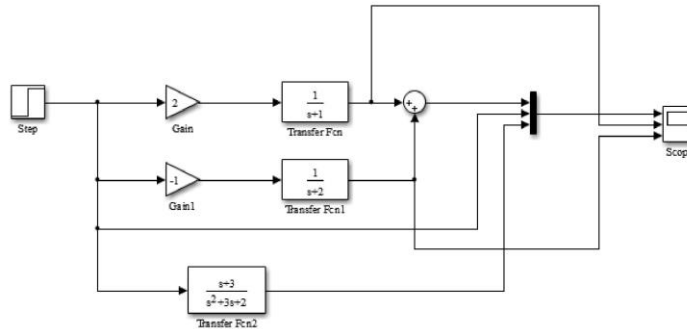 Step
2
Gain
1
s+1
Transfer Fcn
+
+
Scop
-1
Gain1
1
s+2
Transfer Fcn1
s+3
s²+3s+2
Transfer Fcn2